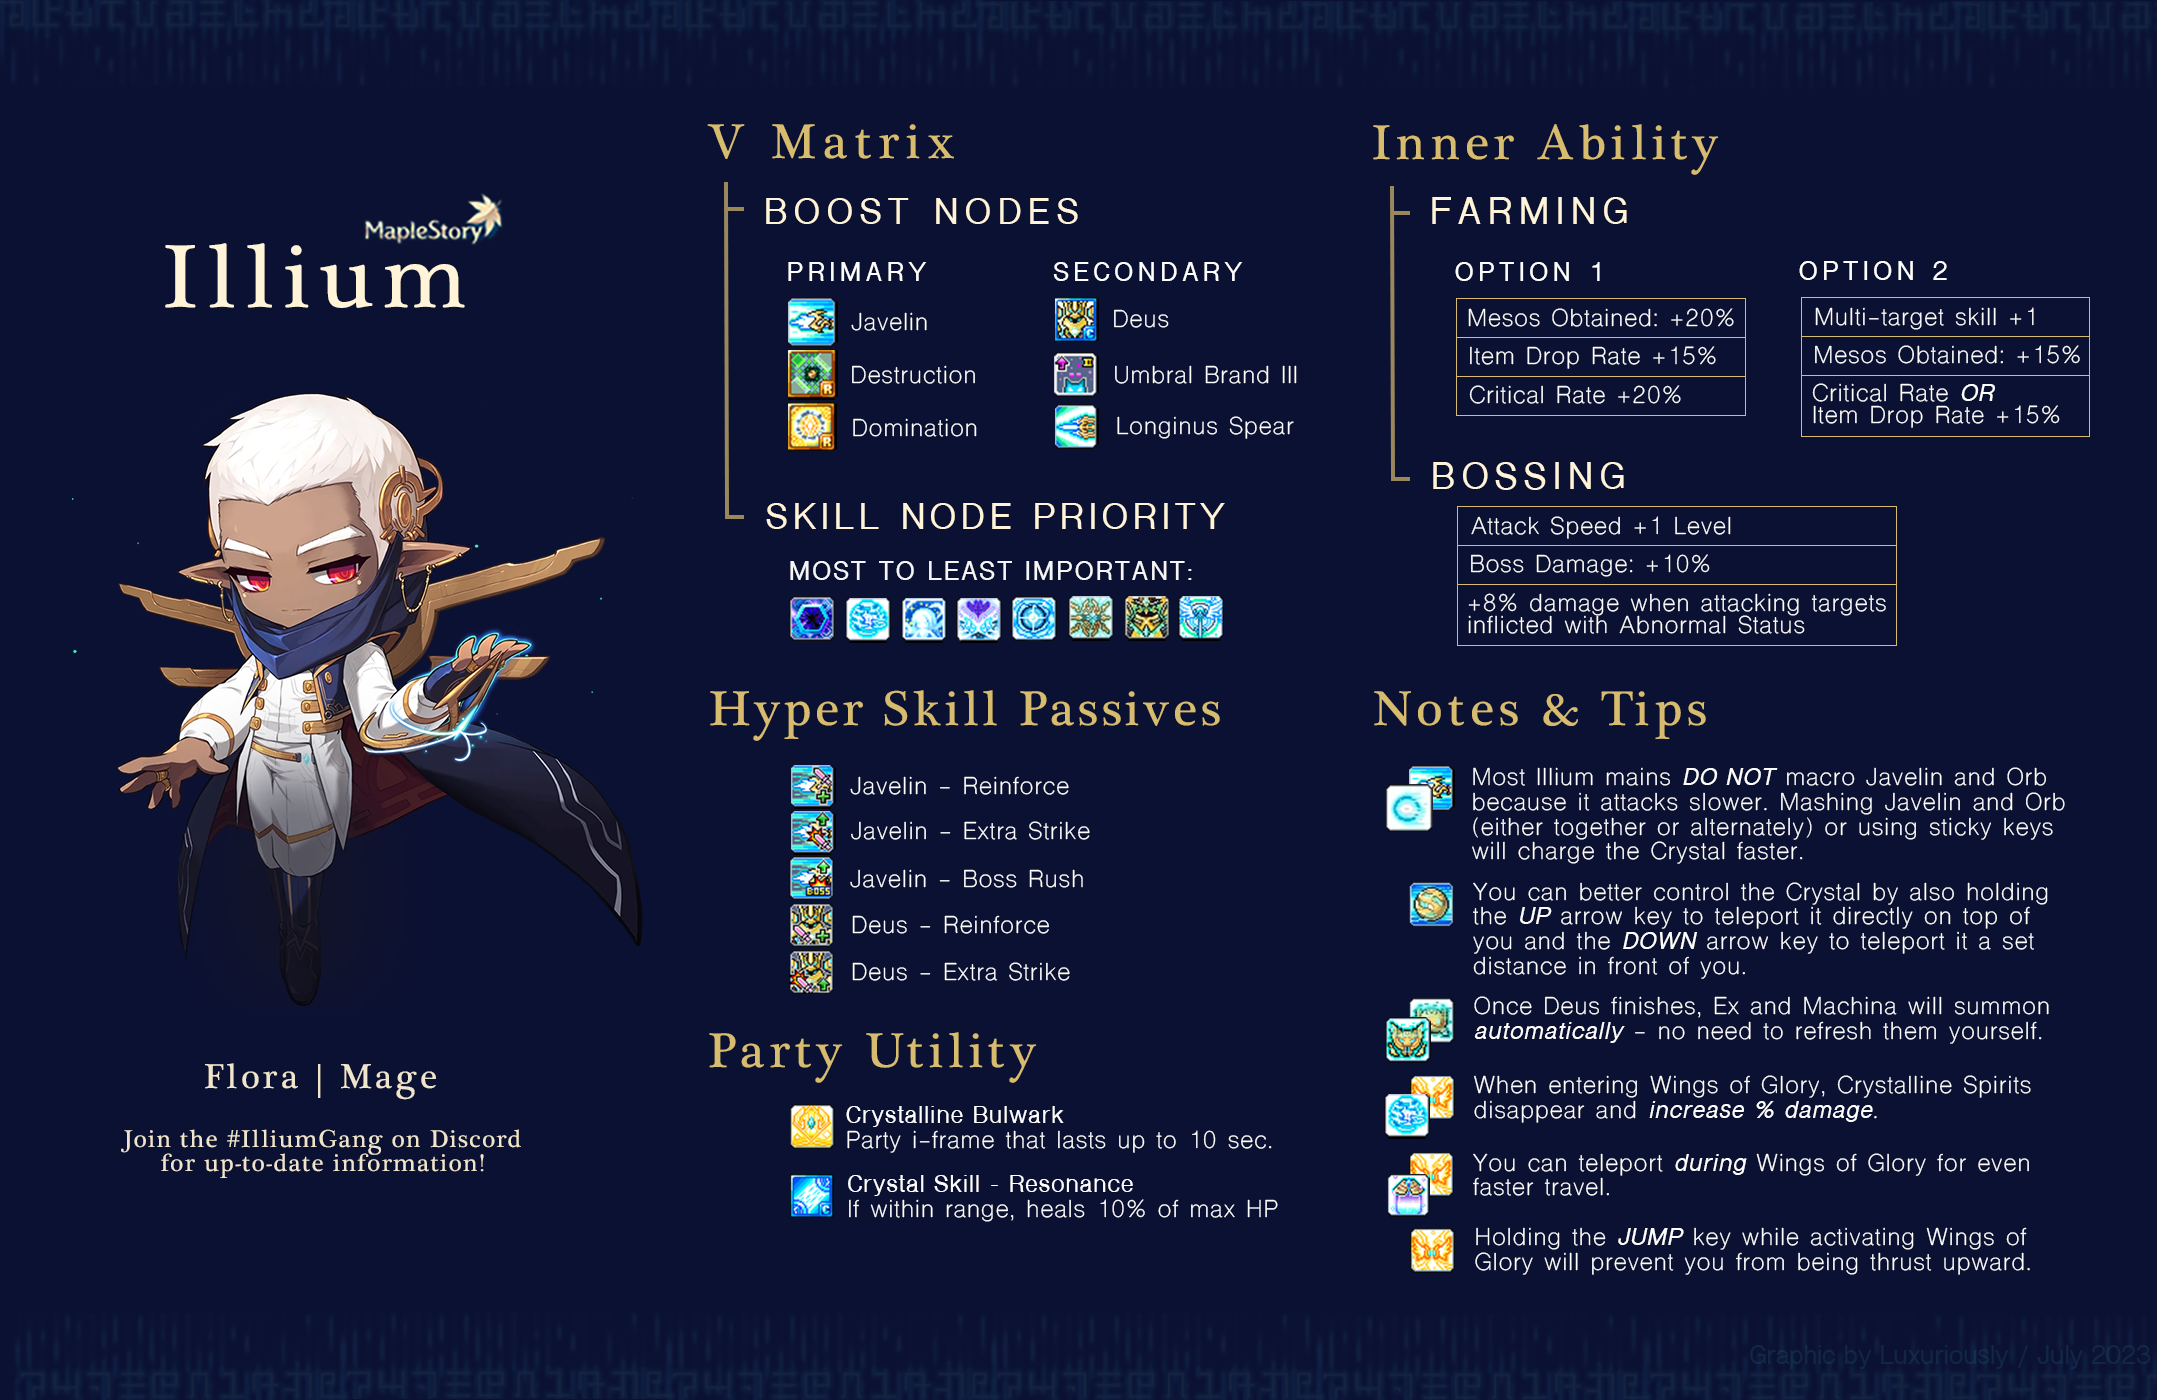 MapleStory
Illium
Flora | Mage
Join the #IlliumGang on Discord
for up-to-date information!
V Matrix
BOOST NODES
PRIMARY
Javelin
Destruction
Domination
SECONDARY
Deus
Umbral Brand III
Longinus Spear
SKILL NODE PRIORITY
MOST TO LEAST IMPORTANT:
Hyper Skill Passives
Javelin - Reinforce
Javelin - Extra Strike
Javelin - Boss Rush
BOSS
Deus - Reinforce
Deus - Extra Strike
Party Utility
Crystalline Bulwark
Party i-frame that lasts up to 10 sec.
Crystal Skill - Resonance
If within range, heals 10% of max HP
Inner Ability
FARMING
OPTION 1
Mesos Obtained: +20%
Item Drop Rate +15%
Critical Rate +20%
OPTION 2
Multi-target skill +1
Mesos Obtained: +15%
Critical Rate OR
Item Drop Rate +15%
BOSSING
Attack Speed +1 Level
Boss Damage: +10%
+8% damage when attacking targets
inflicted with Abnormal Status
Notes & Tips
Most Illium mains DO NOT macro Javelin and Orb
because it attacks slower. Mashing Javelin and Orb
(either together or alternately) or using sticky keys
will charge the Crystal faster.
You can better control the Crystal by also holding
the UP arrow key to teleport it directly on top of
you and the DOWN arrow key to teleport it a set
distance in front of you.
Once Deus finishes, Ex and Machina will summon
automatically - no need to refresh them yourself.
When entering Wings of Glory, Crystalline Spirits
disappear and increase % damage.
You can teleport during Wings of Glory for even
faster travel.
Holding the JUMP key while activating Wings of
Glory will prevent you from being thrust upward.
Graphic by Luxuriously / July 2023